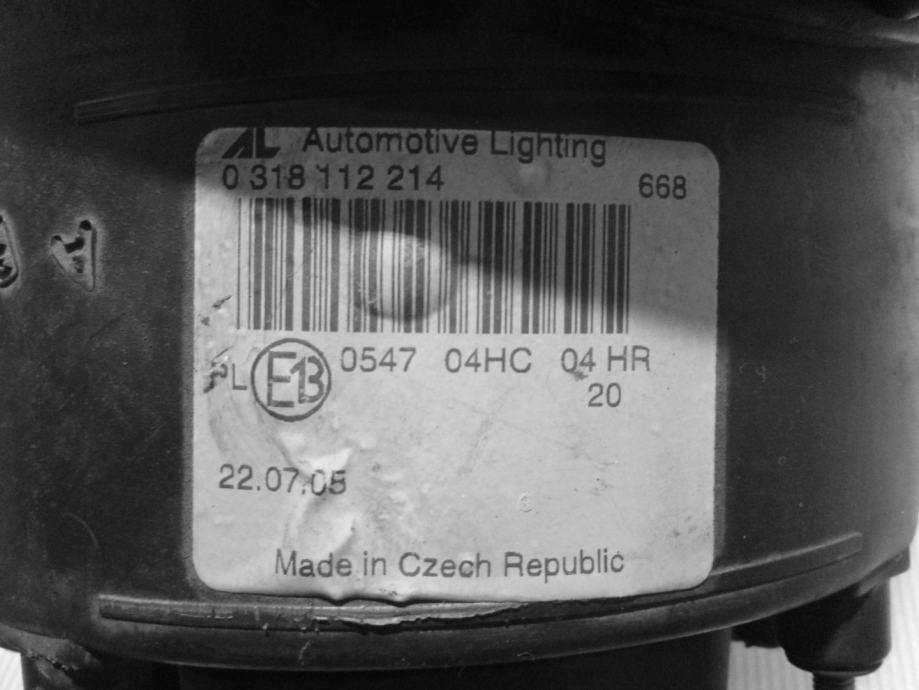 AL Automotive Lighting
0 318 112 214 668
PL E13 0547 04HC 04 HR
20
22.07.05
Made in Czech Republic